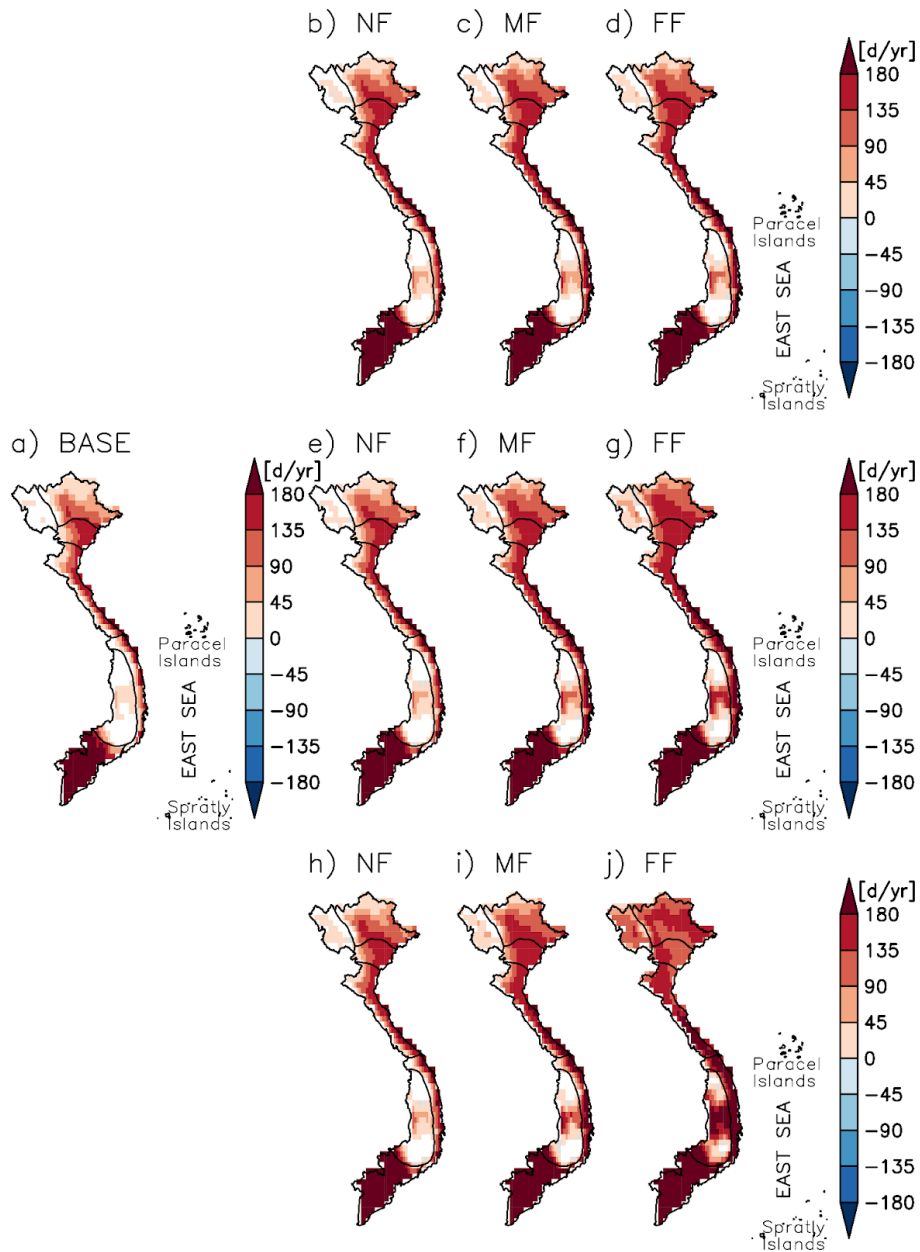 b) NF
c) MF
d) FF
[d/yr]
180
135
90
45
0
−45
−90
−135
−180
Paracel
Islands
EAST SEA
Spratly
Islands
a) BASE
[d/yr]
180
135
90
45
0
−45
−90
−135
−180
Paracel
Islands
EAST SEA
Spratly
Islands
e) NF
f) MF
g) FF
[d/yr]
180
135
90
45
0
−45
−90
−135
−180
Paracel
Islands
EAST SEA
Spratly
Islands
h) NF
i) MF
j) FF
[d/yr]
180
135
90
45
0
−45
−90
−135
−180
Paracel
Islands
EAST SEA
Spratly
Islands